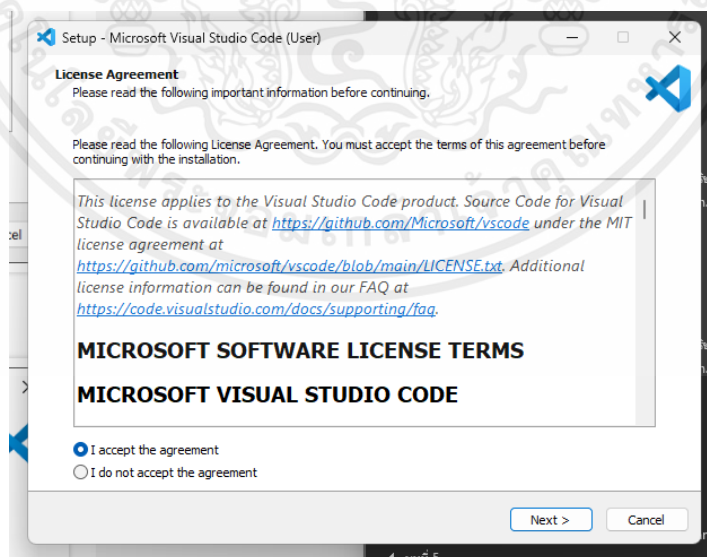 Setup - Microsoft Visual Studio Code (User)
License Agreement
Please read the following important information before continuing.
Please read the following License Agreement. You must accept the terms of this agreement before
continuing with the installation.
This license applies to the Visual Studio Code product. Source Code for Visual
Studio Code is available at https://github.com/Microsoft/vscode under the MIT
license agreement at
https://github.com/microsoft/vscode/blob/main/LICENSE.txt. Additional
license information can be found in our FAQ at
https://code.visualstudio.com/docs/supporting/faq.
MICROSOFT SOFTWARE LICENSE TERMS
MICROSOFT VISUAL STUDIO CODE
I accept the agreement
I do not accept the agreement
Next >
Cancel